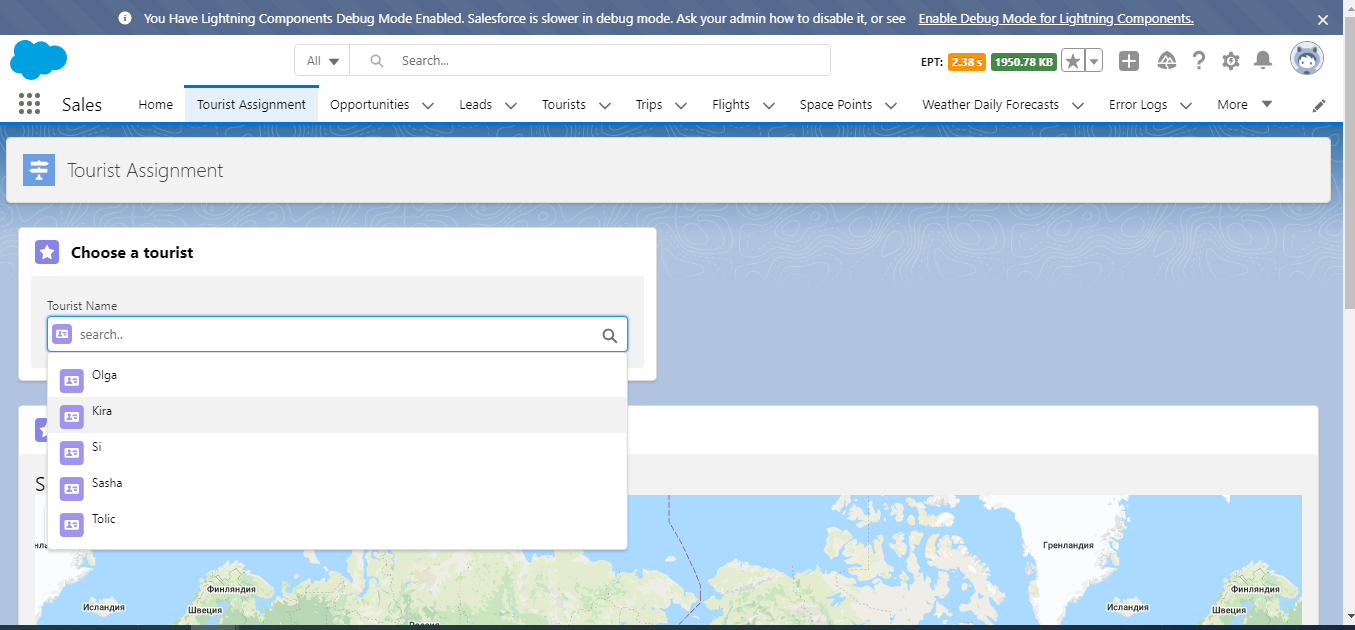 You Have Lightning Components Debug Mode Enabled. Salesforce is slower in debug mode. Ask your admin how to disable it, or see Enable Debug Mode for Lightning Components.
All Search... EPT: 2.38 s 1950.78 KB
Sales Home Tourist Assignment Opportunities Leads Tourists Trips Flights Space Points Weather Daily Forecasts Error Logs More
Tourist Assignment
Choose a tourist
Tourist Name
search..
Olga
Kira
Si
Sasha
Tolic
S
Гренландия
Финляндия
Финляндия
Исландия
Швеция
Исландия
Швеция
Россия